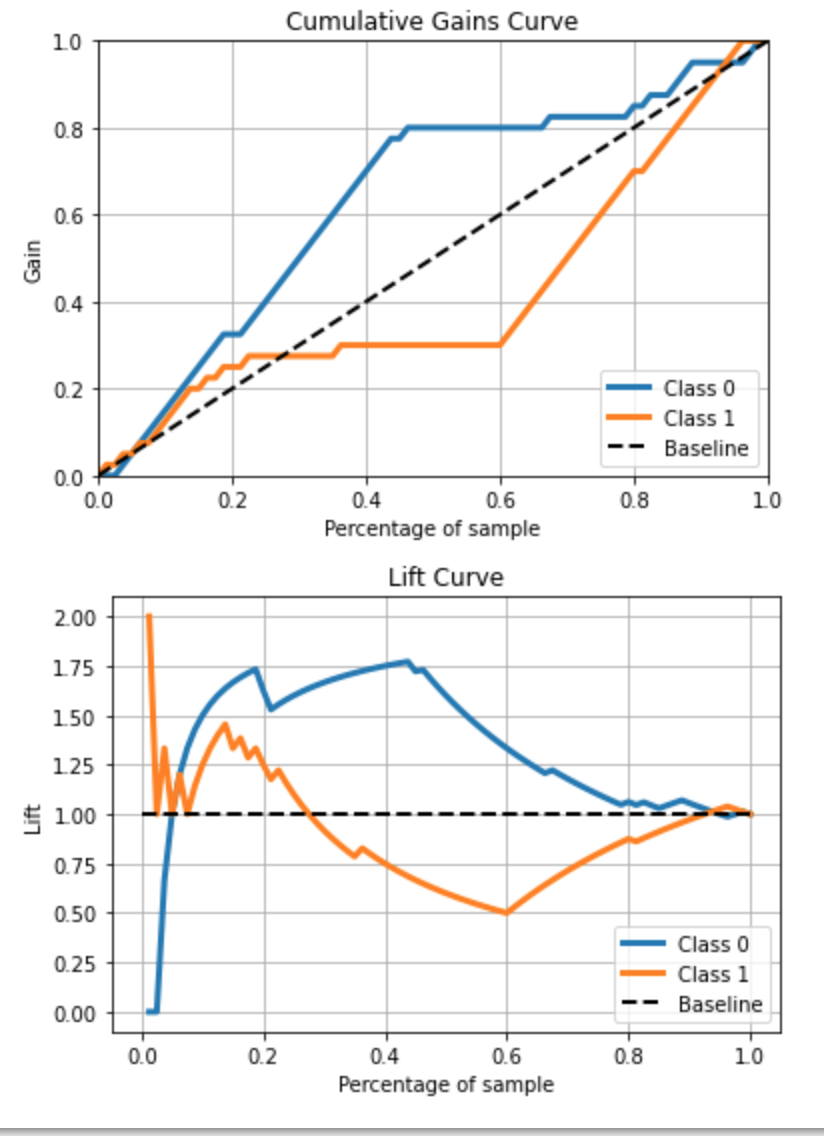 Cumulative Gains Curve
1.0
0.8
0.6
0.4
0.2
0.0
Gain
Class 0
Class 1
Baseline
0.0 0.2 0.4 0.6 0.8 1.0
Percentage of sample
Lift Curve
2.00
1.75
1.50
1.25
1.00
0.75
0.50
0.25
0.00
Lift
Class 0
Class 1
Baseline
0.0 0.2 0.4 0.6 0.8 1.0
Percentage of sample